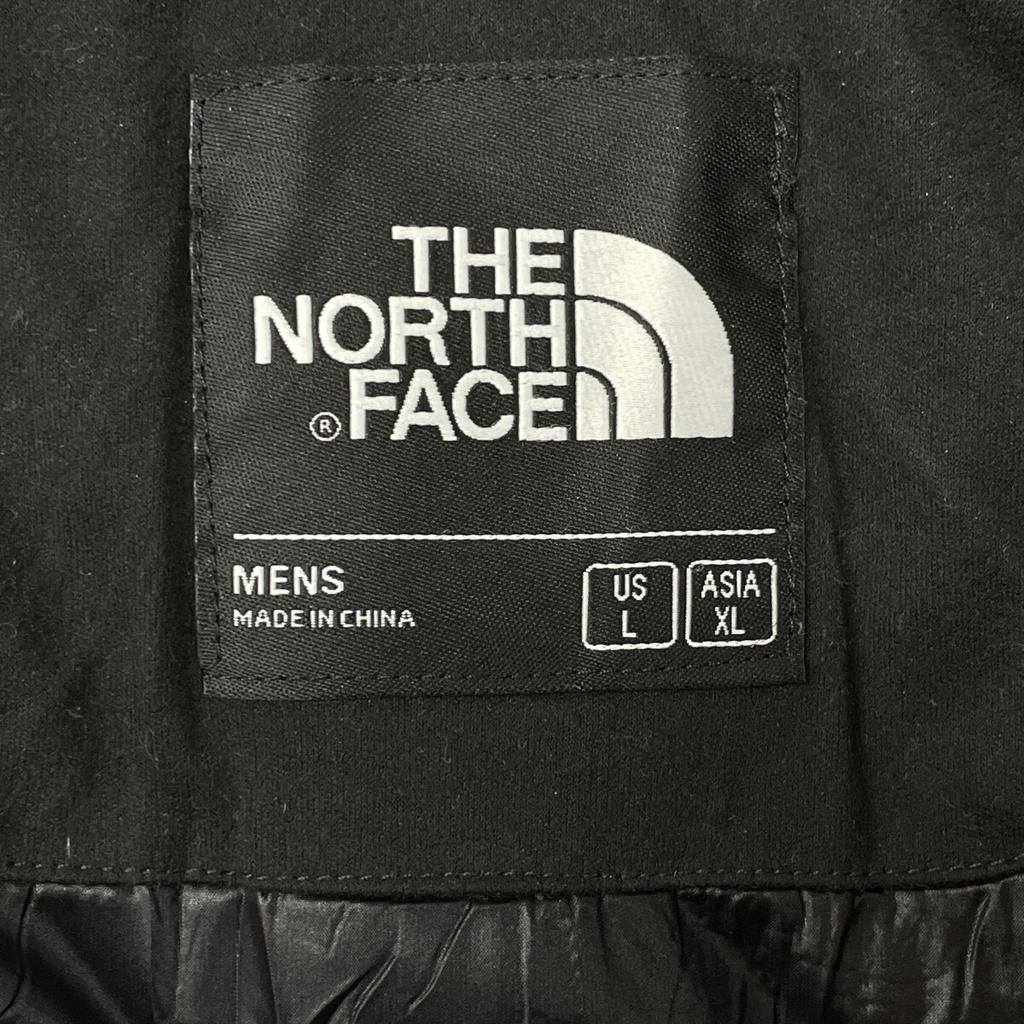 THE
NORTH
® FACE
MENS
MADE IN CHINA
US
L
ASIA
XL